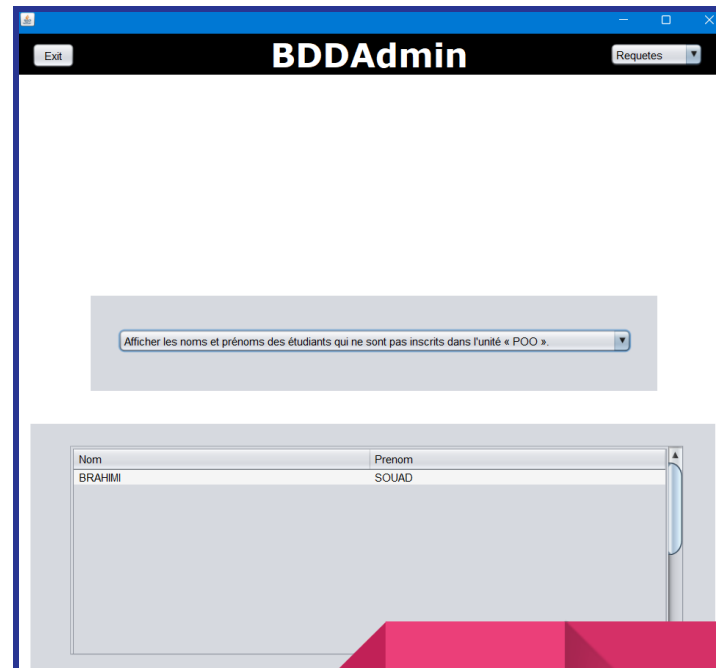 Exit
BDDAdmin
Requetes
Afficher les noms et prénoms des étudiants qui ne sont pas inscrits dans l'unité « POO ».
Nom Prenom
BRAHIMI SOUAD